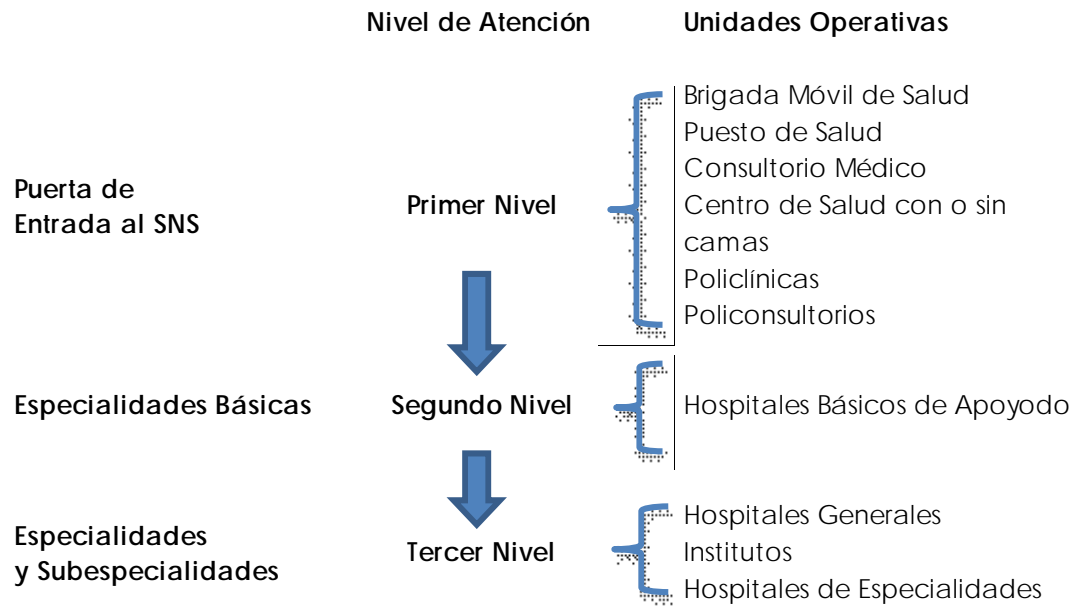 Nivel de Atención
Unidades Operativas
Puerta de
Entrada al SNS
Primer Nivel
Brigada Móvil de Salud
Puesto de Salud
Consultorio Médico
Centro de Salud con o sin
camas
Policlínicas
Policonsultorios
Especialidades Básicas
Segundo Nivel
Hospitales Básicos de Apoyodo
Especialidades
y Subespecialidades
Tercer Nivel
Hospitales Generales
Institutos
Hospitales de Especialidades